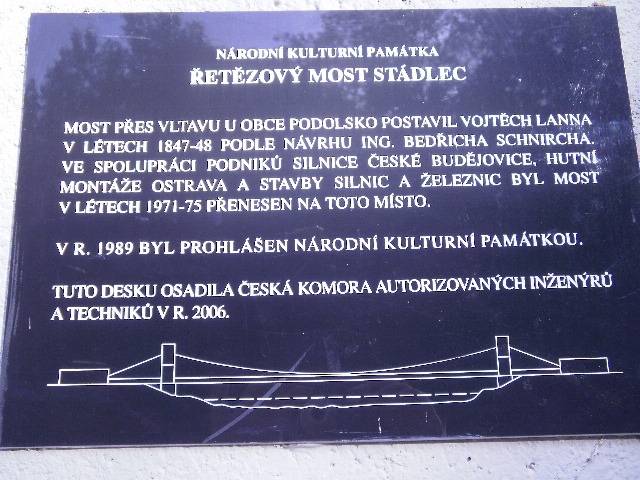 NÁRODNÍ KULTURNÍ PAMÁTKA
ŘETĚZOVÝ MOST STÁDLEC
MOST PŘES VLTAVU U OBCE PODOLSKO POSTAVIL VOJTĚCH LANNA
V LÉTECH 1847-48 PODLE NÁVRHU ING. BEDŘICHA SCHNIRCHA.
VE SPOLUPRÁCI PODNIKŮ SILNICE ČESKÉ BUDĚJOVICE, HUTNÍ
MONTÁŽE OSTRAVA A STAVBY SILNIC A ŽELEZNIC BYL MOST
V LÉTECH 1971-75 PŘENESEN NA TOTO MÍSTO.
V R. 1989 BYL PROHLÁŠEN NÁRODNÍ KULTURNÍ PAMÁTKOU.
TUTO DESKU OSADILA ČESKÁ KOMORA AUTORIZOVANÝCH INŽENÝRŮ
A TECHNIKŮ V R. 2006.